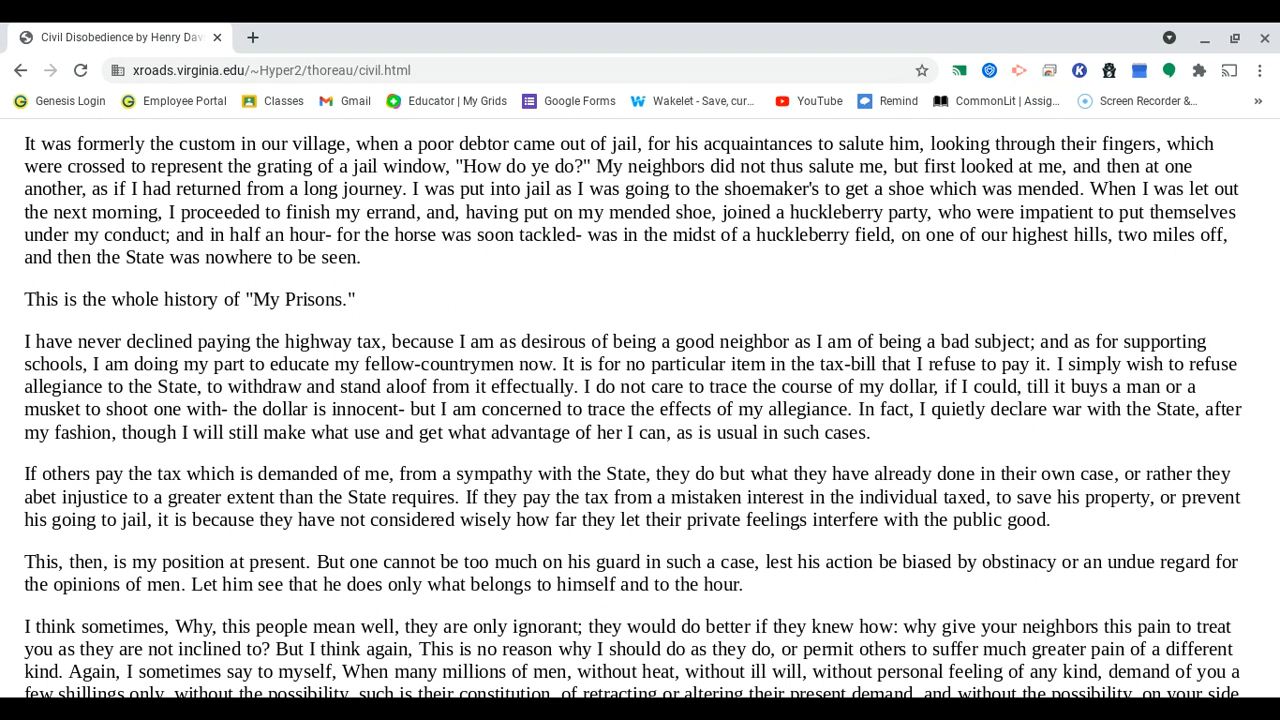 Civil Disobedience by Henry Dav
xroads.virginia.edu/~Hyper2/thoreau/civil.html
Genesis Login Employee Portal Classes Gmail Educator | My Grids Google Forms Wakelet - Save, cur... YouTube Remind CommonLit | Assig... Screen Recorder &... »
It was formerly the custom in our village, when a poor debtor came out of jail, for his acquaintances to salute him, looking through their fingers, which
were crossed to represent the grating of a jail window, "How do ye do?" My neighbors did not thus salute me, but first looked at me, and then at one
another, as if I had returned from a long journey. I was put into jail as I was going to the shoemaker's to get a shoe which was mended. When I was let out
the next morning, I proceeded to finish my errand, and, having put on my mended shoe, joined a huckleberry party, who were impatient to put themselves
under my conduct; and in half an hour- for the horse was soon tackled- was in the midst of a huckleberry field, on one of our highest hills, two miles off,
and then the State was nowhere to be seen.
This is the whole history of "My Prisons."
I have never declined paying the highway tax, because I am as desirous of being a good neighbor as I am of being a bad subject; and as for supporting
schools, I am doing my part to educate my fellow-countrymen now. It is for no particular item in the tax-bill that I refuse to pay it. I simply wish to refuse
allegiance to the State, to withdraw and stand aloof from it effectually. I do not care to trace the course of my dollar, if I could, till it buys a man or a
musket to shoot one with- the dollar is innocent- but I am concerned to trace the effects of my allegiance. In fact, I quietly declare war with the State, after
my fashion, though I will still make what use and get what advantage of her I can, as is usual in such cases.
If others pay the tax which is demanded of me, from a sympathy with the State, they do but what they have already done in their own case, or rather they
abet injustice to a greater extent than the State requires. If they pay the tax from a mistaken interest in the individual taxed, to save his property, or prevent
his going to jail, it is because they have not considered wisely how far they let their private feelings interfere with the public good.
This, then, is my position at present. But one cannot be too much on his guard in such a case, lest his action be biased by obstinacy or an undue regard for
the opinions of men. Let him see that he does only what belongs to himself and to the hour.
I think sometimes, Why, this people mean well, they are only ignorant; they would do better if they knew how: why give your neighbors this pain to treat
you as they are not inclined to? But I think again, This is no reason why I should do as they do, or permit others to suffer much greater pain of a different
kind. Again, I sometimes say to myself, When many millions of men, without heat, without ill will, without personal feeling of any kind, demand of you a
few shillings only, without the possibility, such is their constitution, of retracting or altering their present demand, and without the possibility, on your side